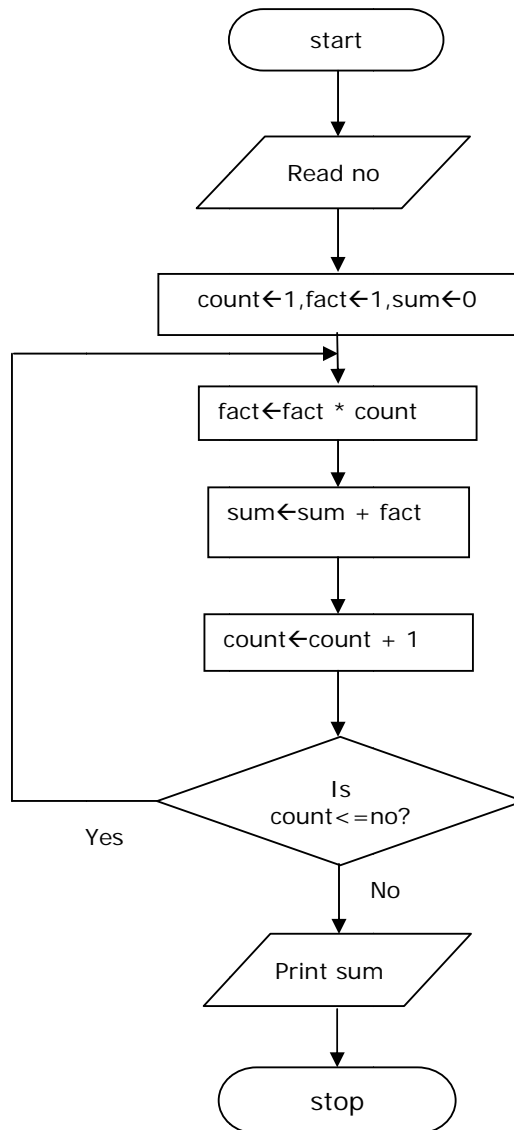 start
Read no
count←1,fact←1,sum←0
fact←fact * count
sum←sum + fact
count←count + 1
Is
count<=no?
Yes
No
Print sum
stop